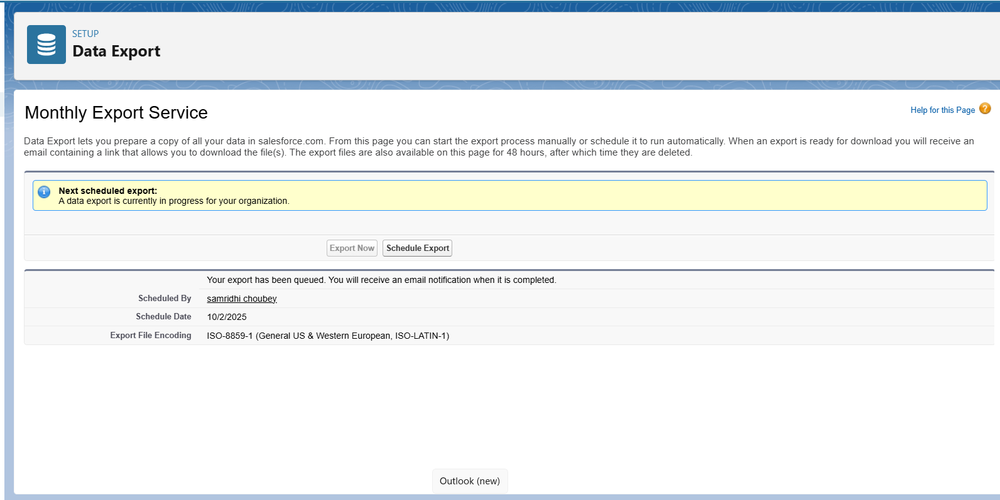 SETUP
Data Export
Monthly Export Service
Help for this Page
Data Export lets you prepare a copy of all your data in salesforce.com. From this page you can start the export process manually or schedule it to run automatically. When an export is ready for download you will receive an
email containing a link that allows you to download the file(s). The export files are also available on this page for 48 hours, after which time they are deleted.
Next scheduled export:
A data export is currently in progress for your organization.
Export Now
Schedule Export
Your export has been queued. You will receive an email notification when it is completed.
Scheduled By samridhi choubey
Schedule Date 10/2/2025
Export File Encoding ISO-8859-1 (General US & Western European, ISO-LATIN-1)
Outlook (new)